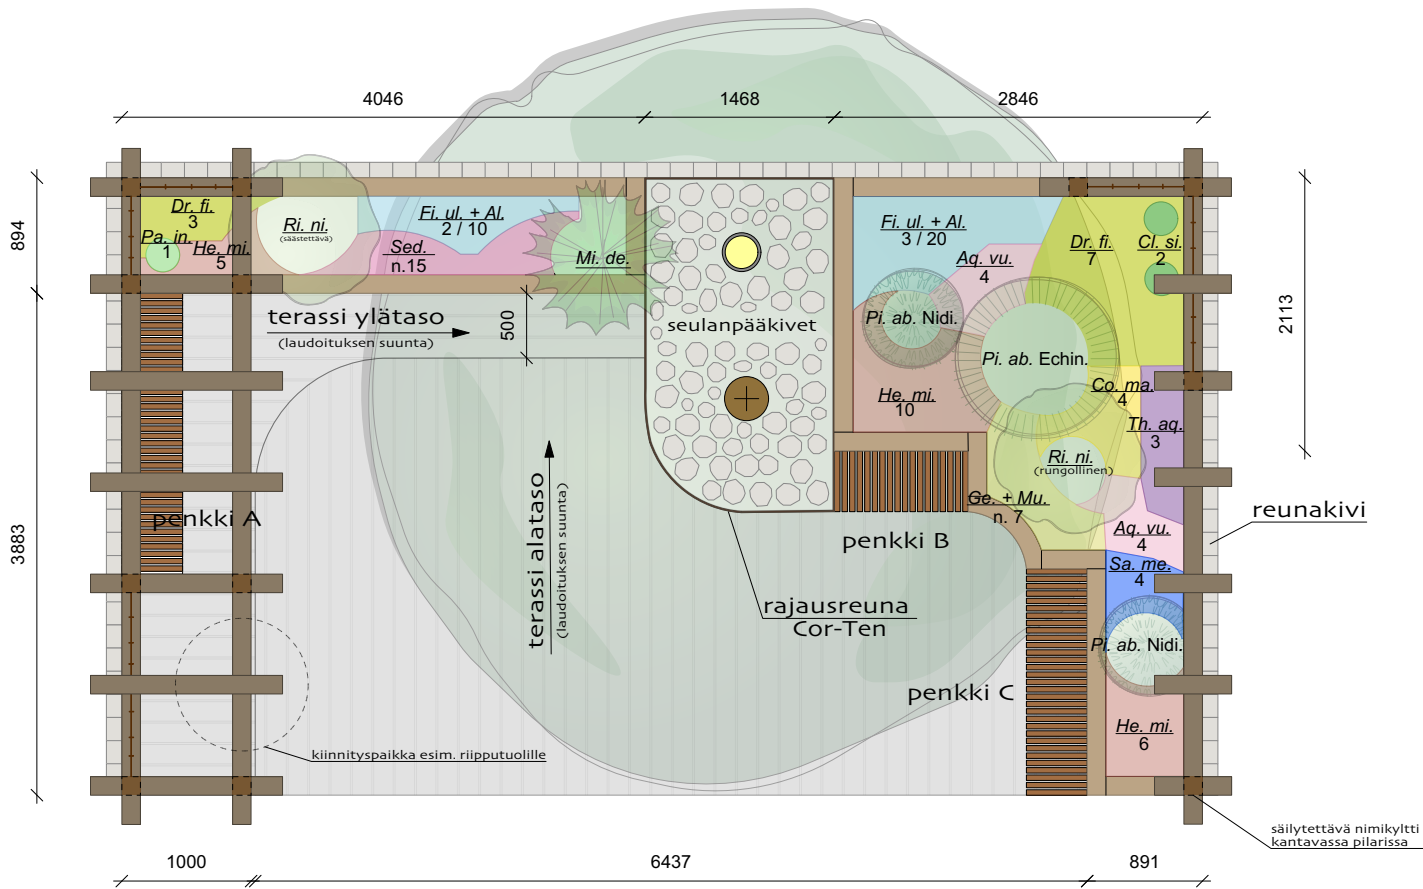 4046
1468
2846
894
3883
2113
500
Dr. fi.
3
Pa. in.
1
He. mi.
5
Ri. ni.
(säästettävä)
Fi. ul. + Al.
2 / 10
Sed.
n.15
Mi. de.
terassi ylätaso
(laudoituksen suunta)
seulanpääkivet
Fi. ul. + Al.
3 / 20
Aq. vu.
4
Dr. fi.
7
Cl. si.
2
Pi. ab. Nidi.
Pi. ab. Echin.
He. mi.
10
Co. ma.
4
Th. aq.
3
Ri. ni.
(rungollinen)
Ge. + Mu.
n. 7
Aq. vu.
4
Sa. me.
4
Pi. ab. Nidi.
He. mi.
6
penkki A
terassi alataso
(laudoituksen suunta)
penkki B
rajausreuna
Cor-Ten
penkki C
reunakivi
kiinnityspaikka esim. riipputuolille
säilytettävä nimikyltti
kantavassa pilarissa
1000
6437
891